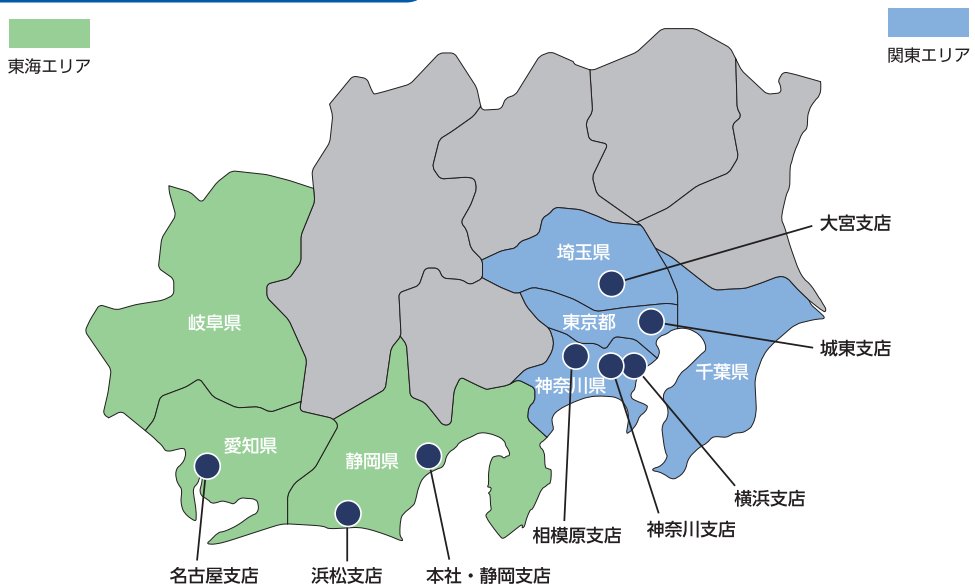 東海エリア
関東エリア
大宮支店
埼玉県
岐阜県
東京都
城東支店
千葉県
神奈川県
愛知県
静岡県
横浜支店
神奈川支店
相模原支店
名古屋支店
浜松支店
本社・静岡支店